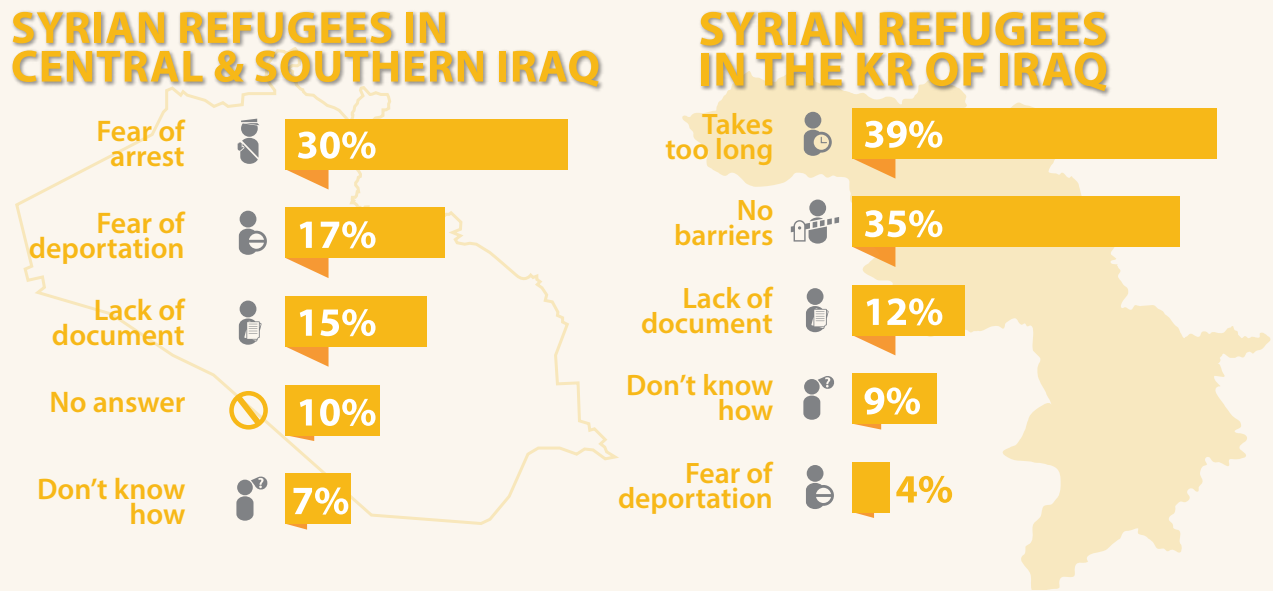 SYRIAN REFUGEES IN
CENTRAL & SOUTHERN IRAQ
Fear of
arrest
30%
Fear of
deportation
17%
Lack of
document
15%
No answer
10%
Don't know
how
?
7%
SYRIAN REFUGEES
IN THE KR OF IRAQ
Takes
too long
39%
No
barriers
35%
Lack of
document
12%
Don't know
how
?
9%
Fear of
deportation
4%